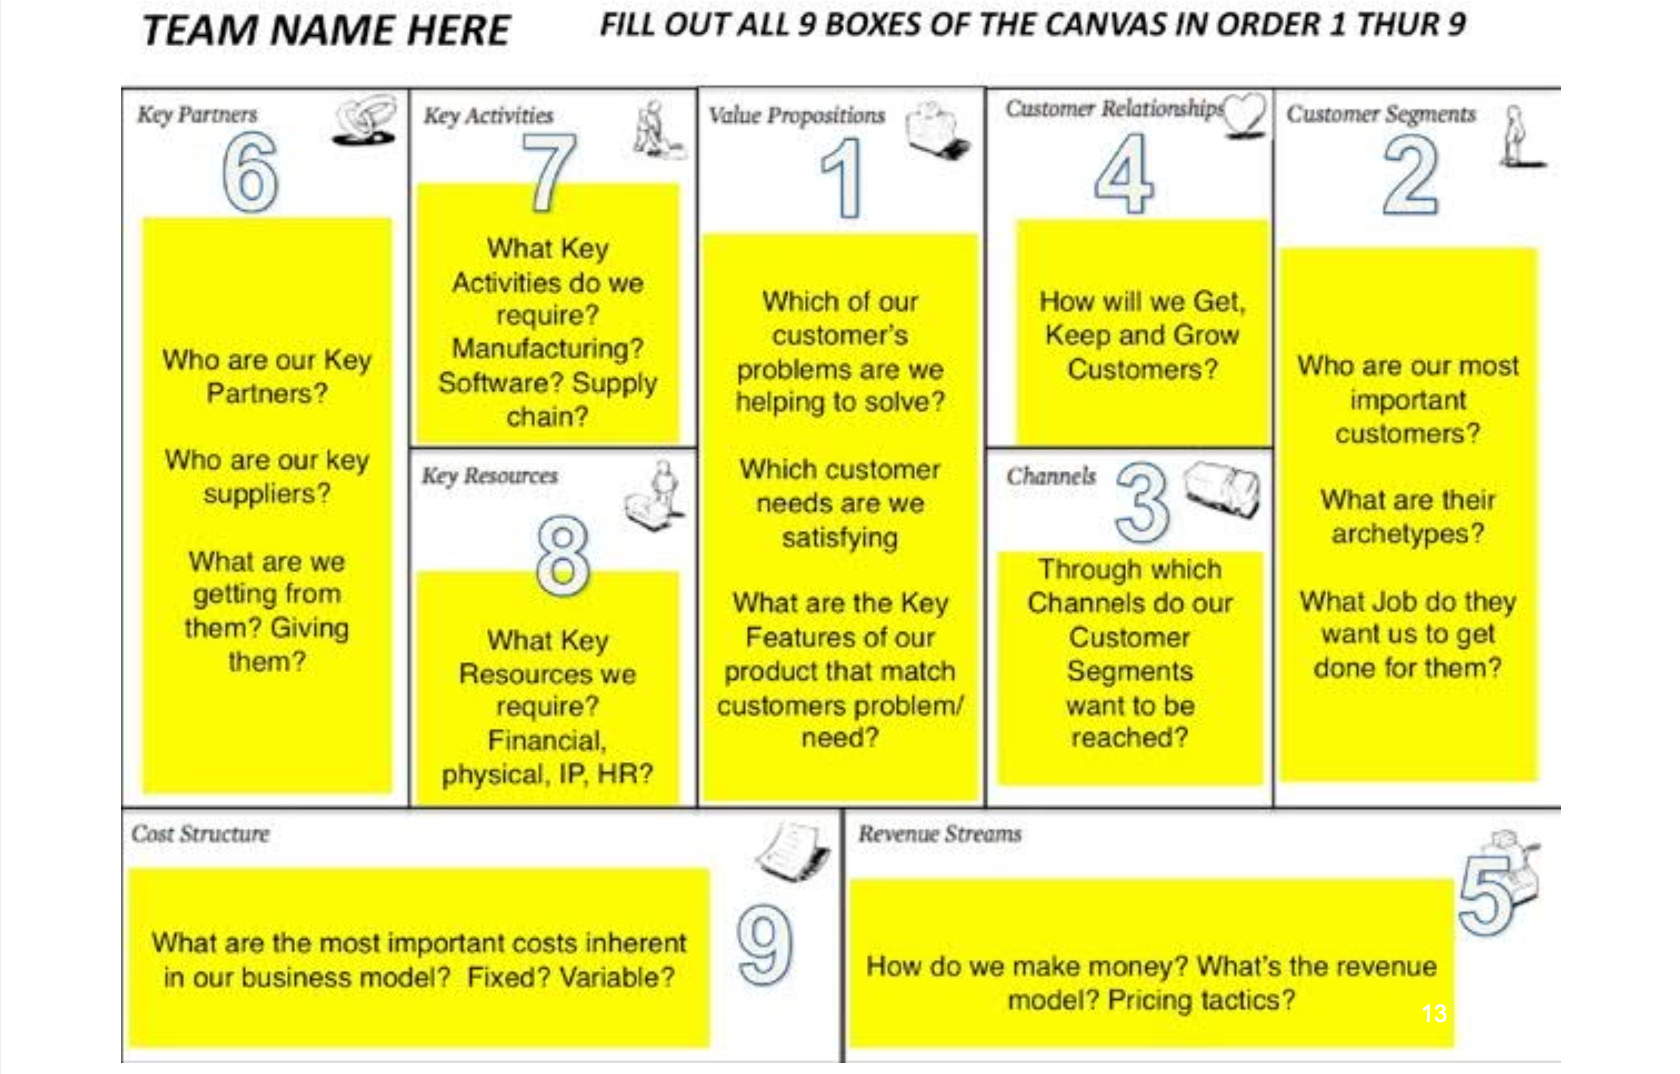 TEAM NAME HERE
FILL OUT ALL 9 BOXES OF THE CANVAS IN ORDER 1 THUR 9
Key Partners
6
Who are our Key
Partners?
Who are our key
suppliers?
What are we
getting from
them? Giving
them?
Key Activities
7
What Key
Activities do we
require?
Manufacturing?
Software? Supply
chain?
Key Resources
8
What Key
Resources we
require?
Financial,
physical, IP, HR?
Value Propositions
1
Which of our
customer's
problems are we
helping to solve?
Which customer
needs are we
satisfying
What are the Key
Features of our
product that match
customers problem/
need?
Customer Relationships
4
How will we Get,
Keep and Grow
Customers?
Channels
3
Through which
Channels do our
Customer
Segments
want to be
reached?
Customer Segments
2
Who are our most
important
customers?
What are their
archetypes?
What Job do they
want us to get
done for them?
Cost Structure
9
What are the most important costs inherent
in our business model? Fixed? Variable?
Revenue Streams
5
How do we make money? What's the revenue
model? Pricing tactics?
13